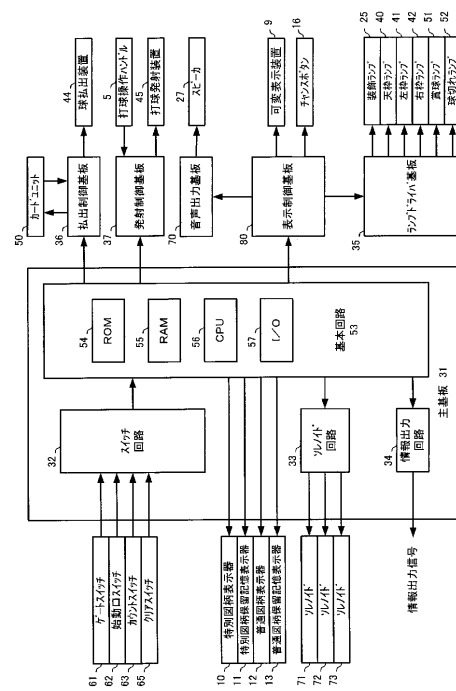 61
ゲートスイッチ
62
始動口スイッチ
63
カウントスイッチ
65
クリアスイッチ
10
特別図柄表示器
11
特別図柄保留記憶表示器
12
普通図柄表示器
13
普通図柄保留記憶表示器
71
ソレノイド
72
ソレノイド
73
ソレノイド
情報出力信号
32
スイッチ
回路
33
ソレノイド
回路
34
情報出力
回路
54
ROM
55
RAM
56
CPU
57
I/O
基本回路
53
主基板 31
50
カードユニット
36
払出制御基板
37
発射制御基板
70
音声出力基板
80
表示制御基板
35
ランプドライバ基板
44
球払出装置
5
打球操作ハンドル
45
打球発射装置
27
スピーカ
9
可変表示装置
16
チャンスボタン
装飾ランプ
25
天枠ランプ
40
左枠ランプ
41
右枠ランプ
42
賞球ランプ
51
球切れランプ
52